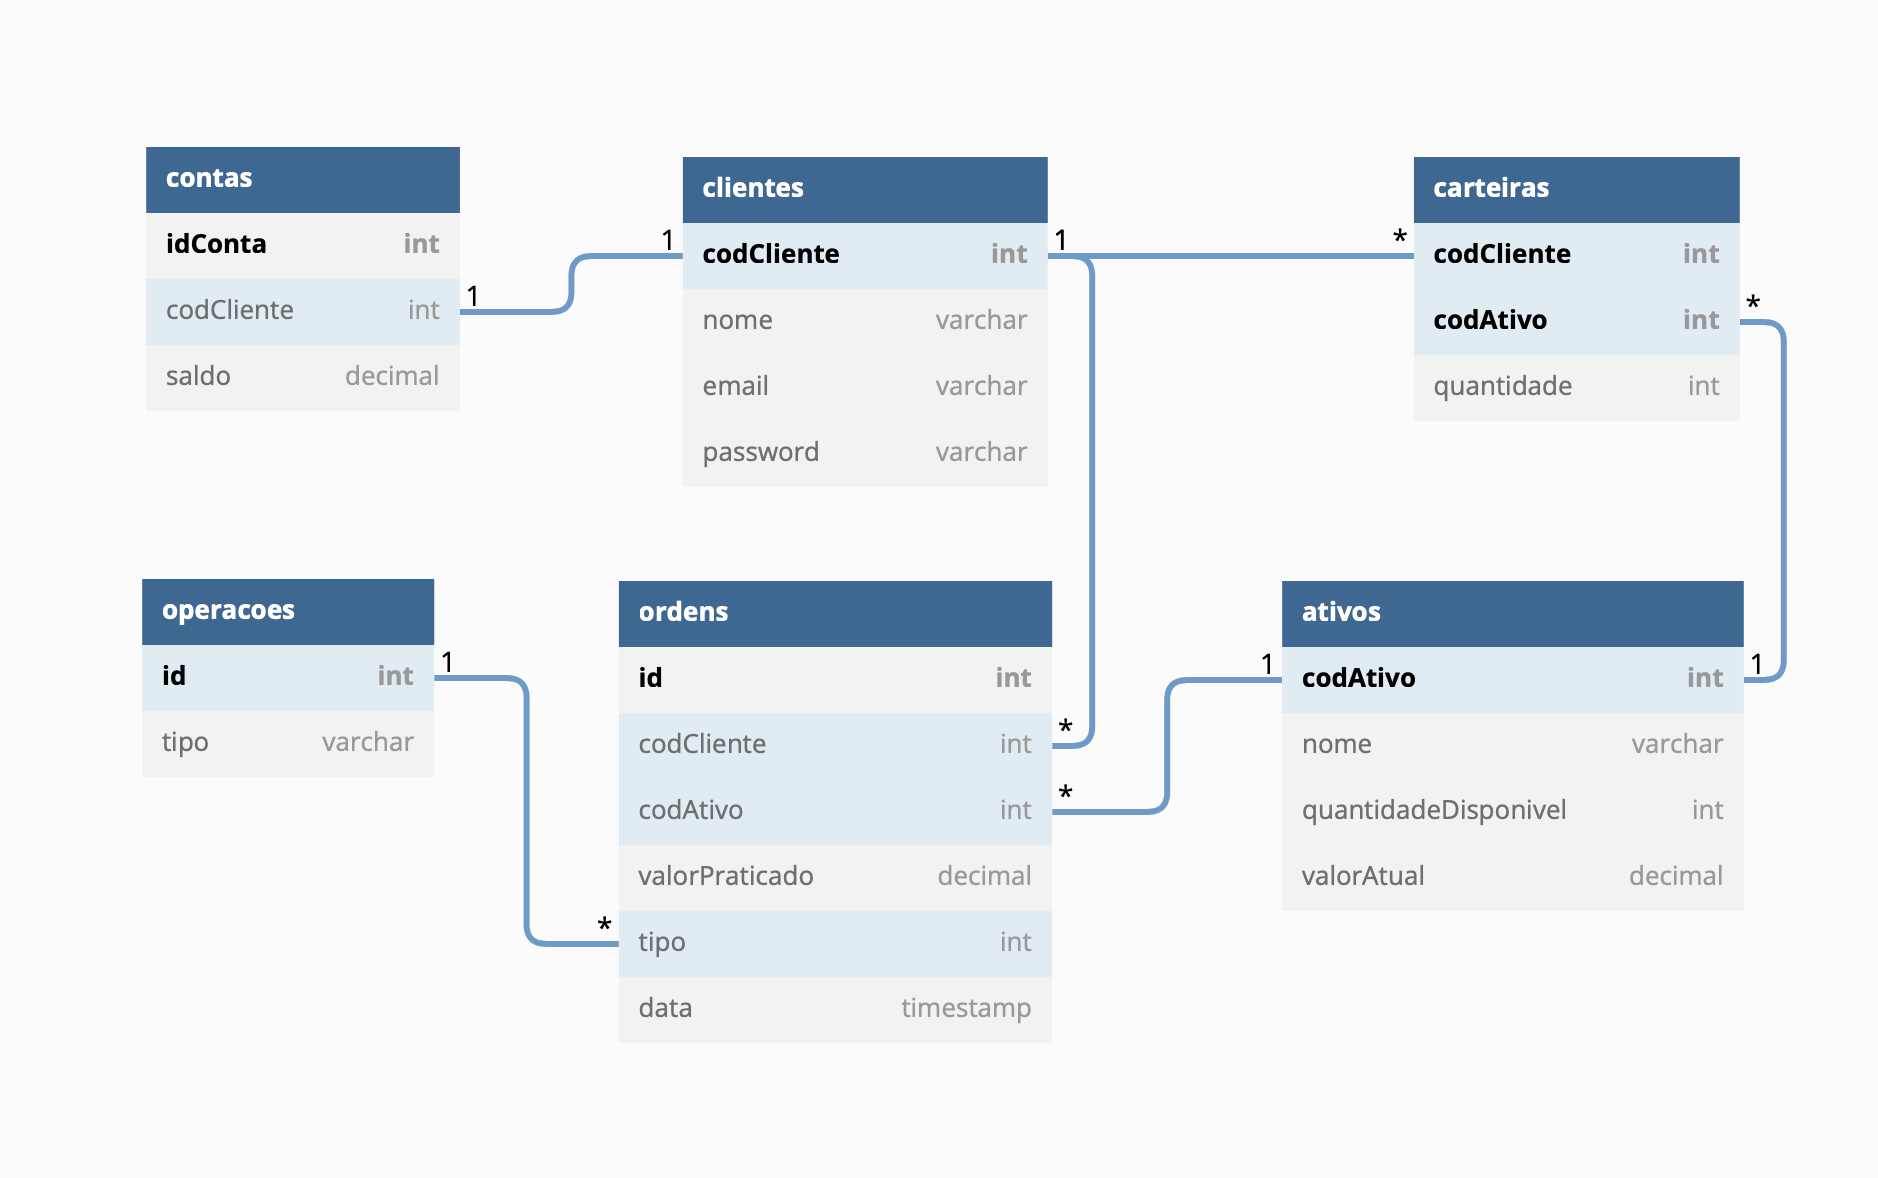 contas
idConta int
codCliente int
saldo decimal
1
1
clientes
codCliente int
nome varchar
email varchar
password varchar
1
*
carteiras
codCliente int
codAtivo int
quantidade int
*
operacoes
id int
tipo varchar
1
*
ordens
id int
codCliente int
codAtivo int
valorPraticado decimal
tipo int
data timestamp
*
*
1
ativos
codAtivo int
nome varchar
quantidadeDisponivel int
valorAtual decimal
1